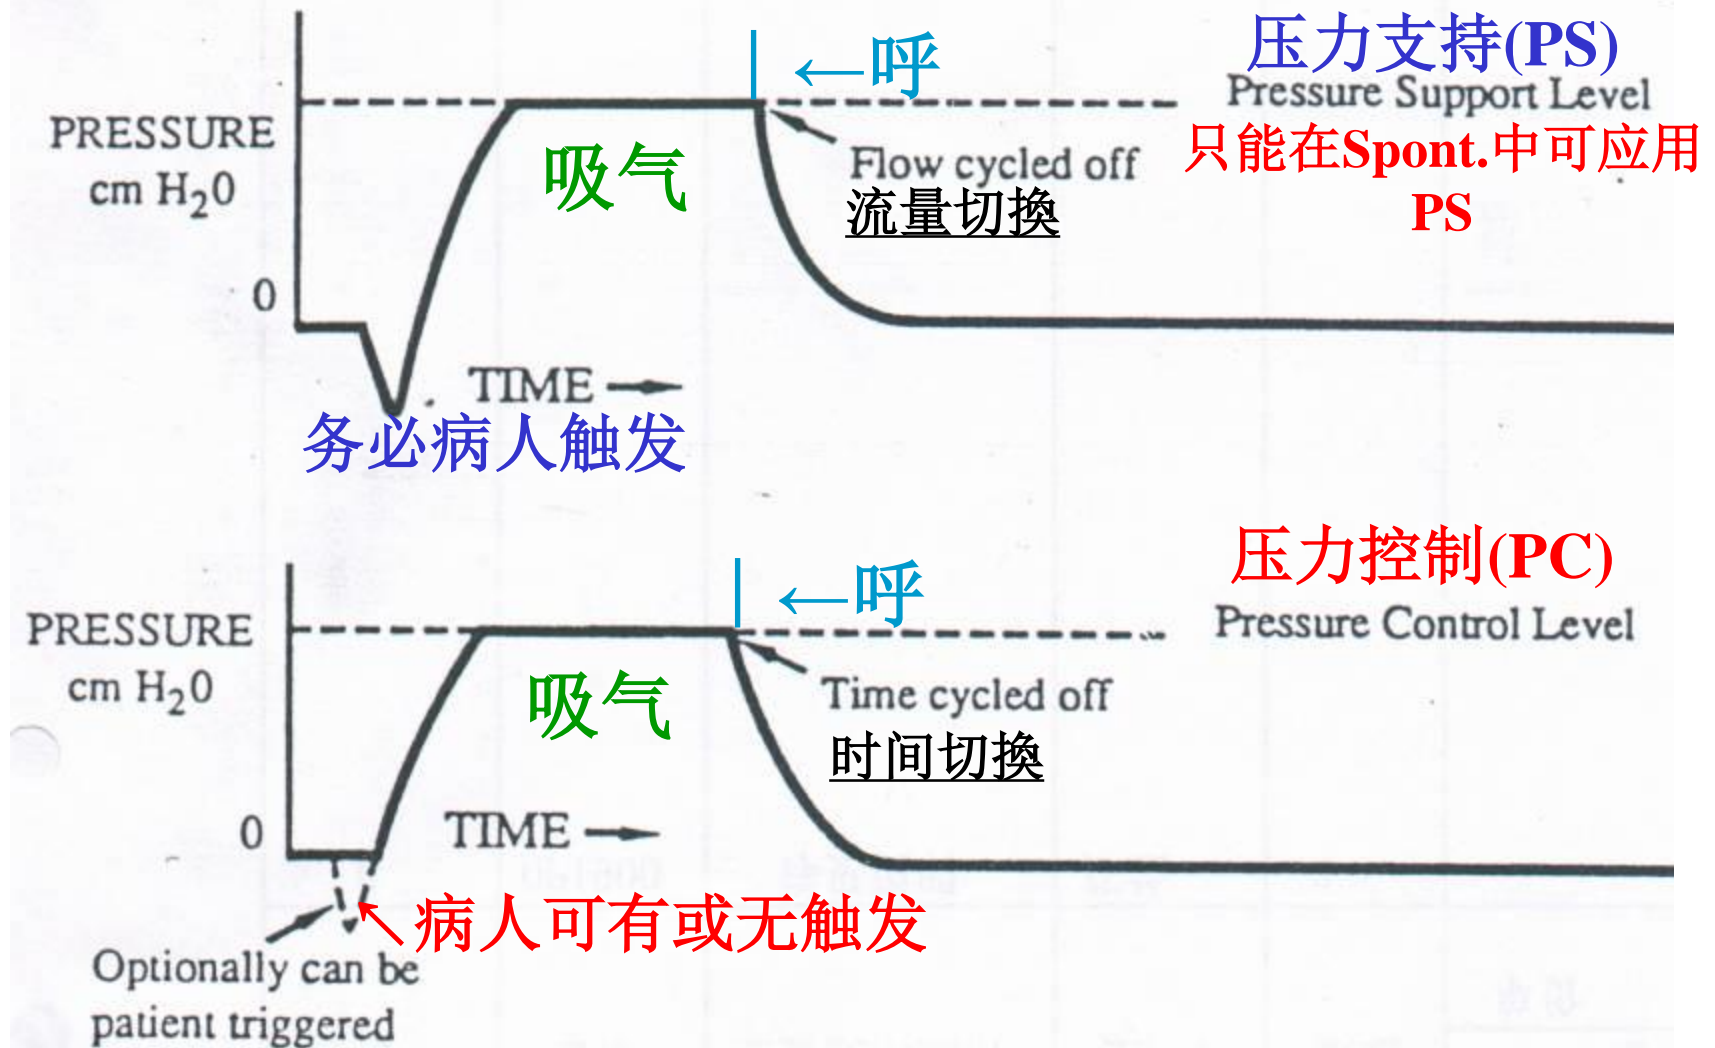 压力支持(PS)
←呼
Pressure Support Level
PRESSURE
cm H₂0
吸气
Flow cycled off
流量切換
只能在Spont.中可应用
PS
0
TIME
务必病人触发
压力控制(PC)
←呼
Pressure Control Level
PRESSURE
cm H₂0
吸气
Time cycled off
时间切換
0
TIME
病人可有或无触发
Optionally can be
patient triggered